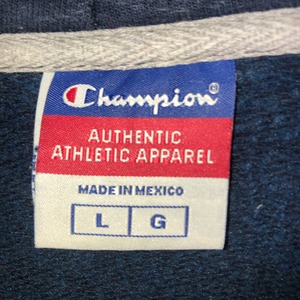 Champion®
AUTHENTIC
ATHLETIC APPAREL
MADE IN MEXICO
L G